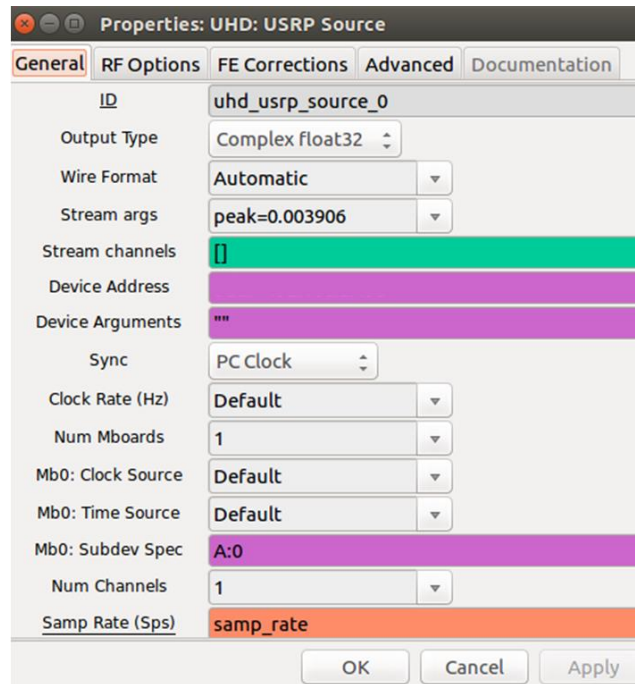 Properties: UHD: USRP Source
General RF Options FE Corrections Advanced Documentation
ID uhd_usrp_source_0
Output Type Complex float32
Wire Format Automatic
Stream args peak=0.003906
Stream channels []
Device Address
Device Arguments ""
Sync PC Clock
Clock Rate (Hz) Default
Num Mboards 1
Mb0: Clock Source Default
Mb0: Time Source Default
Mb0: Subdev Spec A:0
Num Channels 1
Samp Rate (Sps) samp_rate
OK Cancel Apply